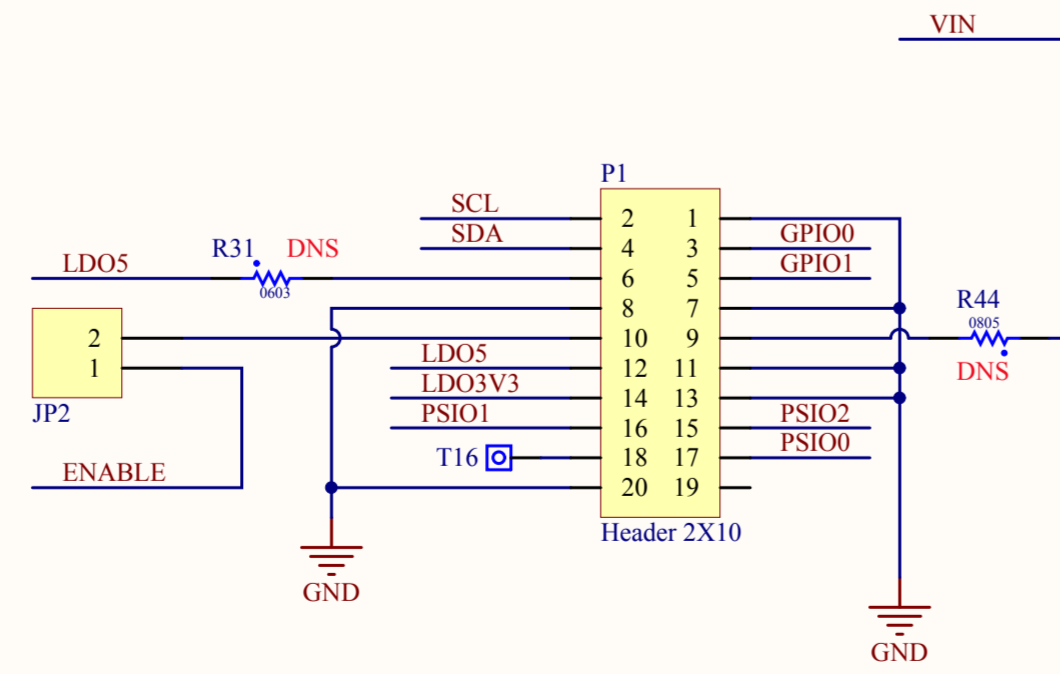 VIN
P1
SCL
2 1
SDA
4 3
GPIO0
R31 DNS
LDO5
0603
6 5
GPIO1
8 7
R44
0805
DNS
2
10 9
1
LDO5
12 11
LDO3V3
14 13
JP2
PSIO1
16 15
PSIO2
T16
18 17
PSIO0
ENABLE
20 19
Header 2X10
GND
GND